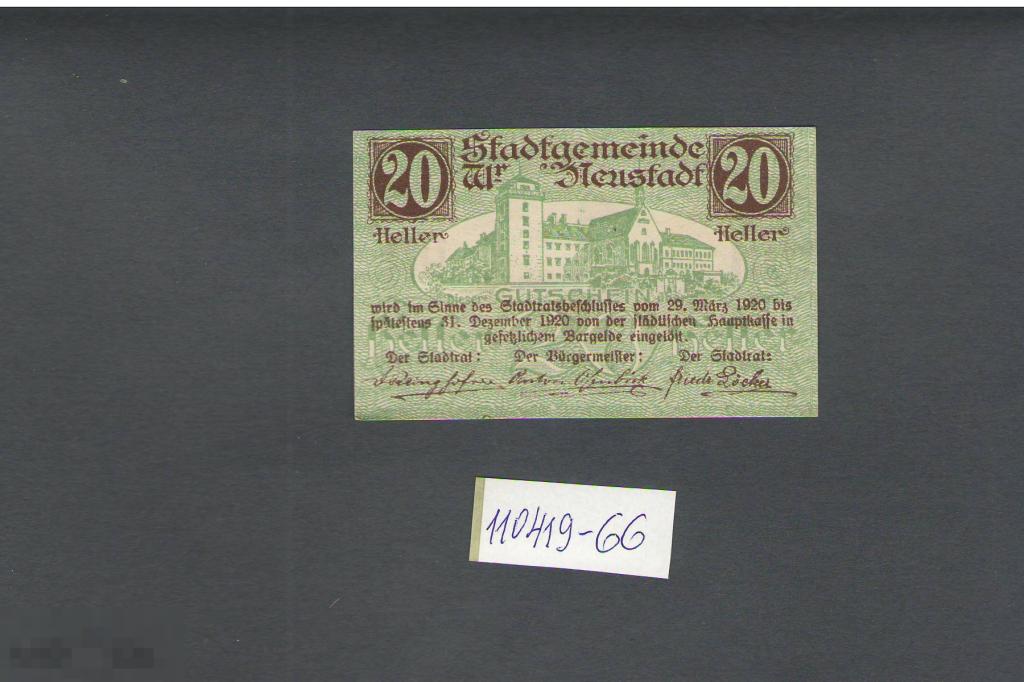 20 Stadtgemeinde 20
Wr. Neustadt
Heller Heller
GUTSCHEIN
wird im Sinne des Stadtratsbeschlusses vom 29. März 1920 bis
spätestens 31. Dezember 1920 von der städtischen Hauptkasse in
gesetzlichem Bargelde eingelöst.
Der Stadtrat: Der Bürgermeister: Der Stadtrat:
Anton Ofenböck
110419-66